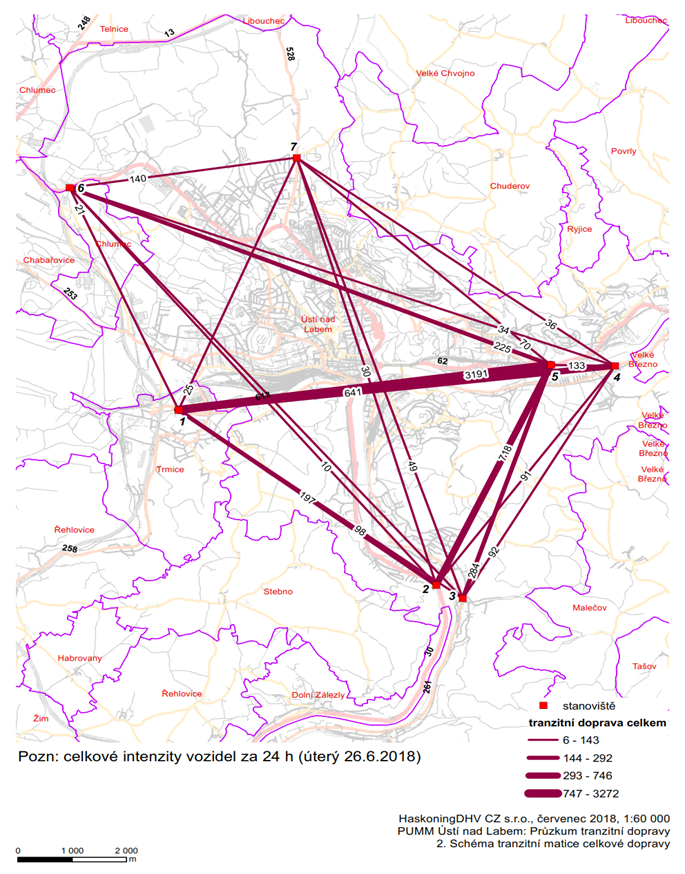 Libouchec
Libouchec
248
Telnice
13
528
Velké Chvojno
Chlumec
7
Povrly
140
6
Chuderov
21
Ryjice
Chlumec
Chabařovice
253
Ústí nad
Labem
36
34
70
225
62
133
Velké
Březno
3191
5
4
30
25
641
613
1
Velké
Březno
Velké
Březno
Velké
Březno
718
49
10
91
Trmice
197
98
Řehlovice
258
92
284
Stebno
2
3
Malečov
30
Habrovany
Tašov
261
Řehlovice
Dolní Zálezly
Žim
stanoviště
tranzitní doprava celkem
6 - 143
144 - 292
293 - 746
747 - 3272
Pozn: celkové intenzity vozidel za 24 h (úterý 26.6.2018)
HaskoningDHV CZ s.r.o., červenec 2018, 1:60 000
PUMM Ústí nad Labem: Průzkum tranzitní dopravy
2. Schéma tranzitní matice celkové dopravy
0 1 000 2 000
m